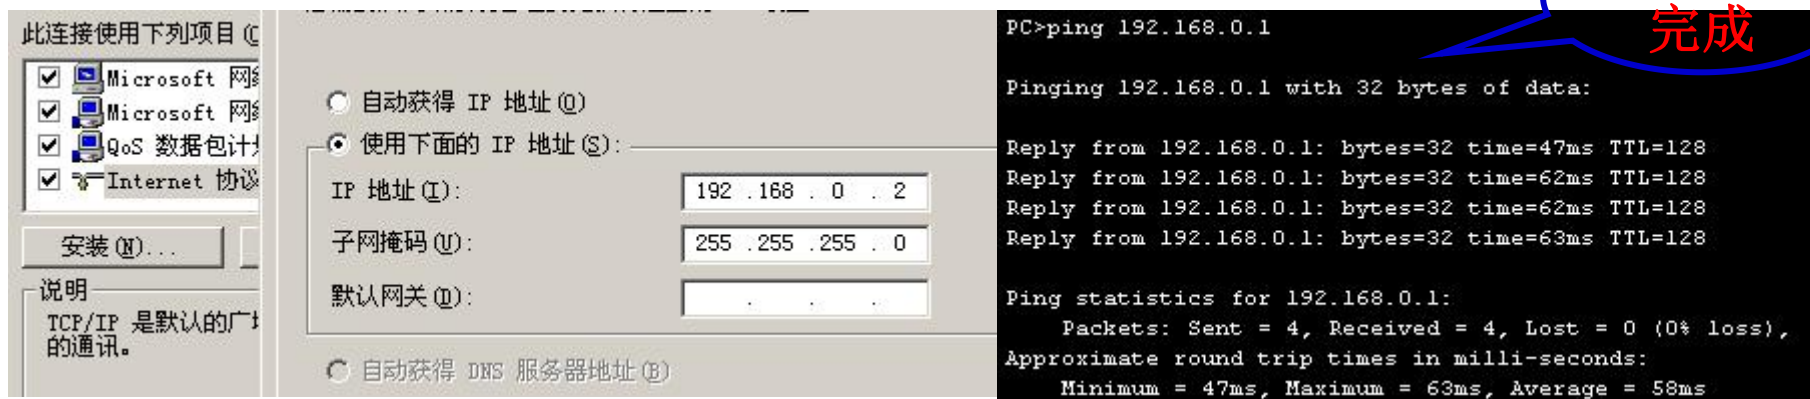 此连接使用下列项目(
Microsoft 网
Microsoft 网
QoS 数据包计
Internet 协议
安装(N)...
说明
TCP/IP 是默认的广
的通讯。
自动获得 IP 地址(O)
使用下面的 IP 地址(S):
IP 地址(I):
192 .168 . 0 . 2
子网掩码(U):
255 .255 .255 . 0
默认网关(D):
. . .
自动获得 DNS 服务器地址(B)
PC>ping 192.168.0.1
完成
Pinging 192.168.0.1 with 32 bytes of data:
Reply from 192.168.0.1: bytes=32 time=47ms TTL=128
Reply from 192.168.0.1: bytes=32 time=62ms TTL=128
Reply from 192.168.0.1: bytes=32 time=62ms TTL=128
Reply from 192.168.0.1: bytes=32 time=63ms TTL=128
Ping statistics for 192.168.0.1:
Packets: Sent = 4, Received = 4, Lost = 0 (0% loss),
Approximate round trip times in milli-seconds:
Minimum = 47ms, Maximum = 63ms, Average = 58ms